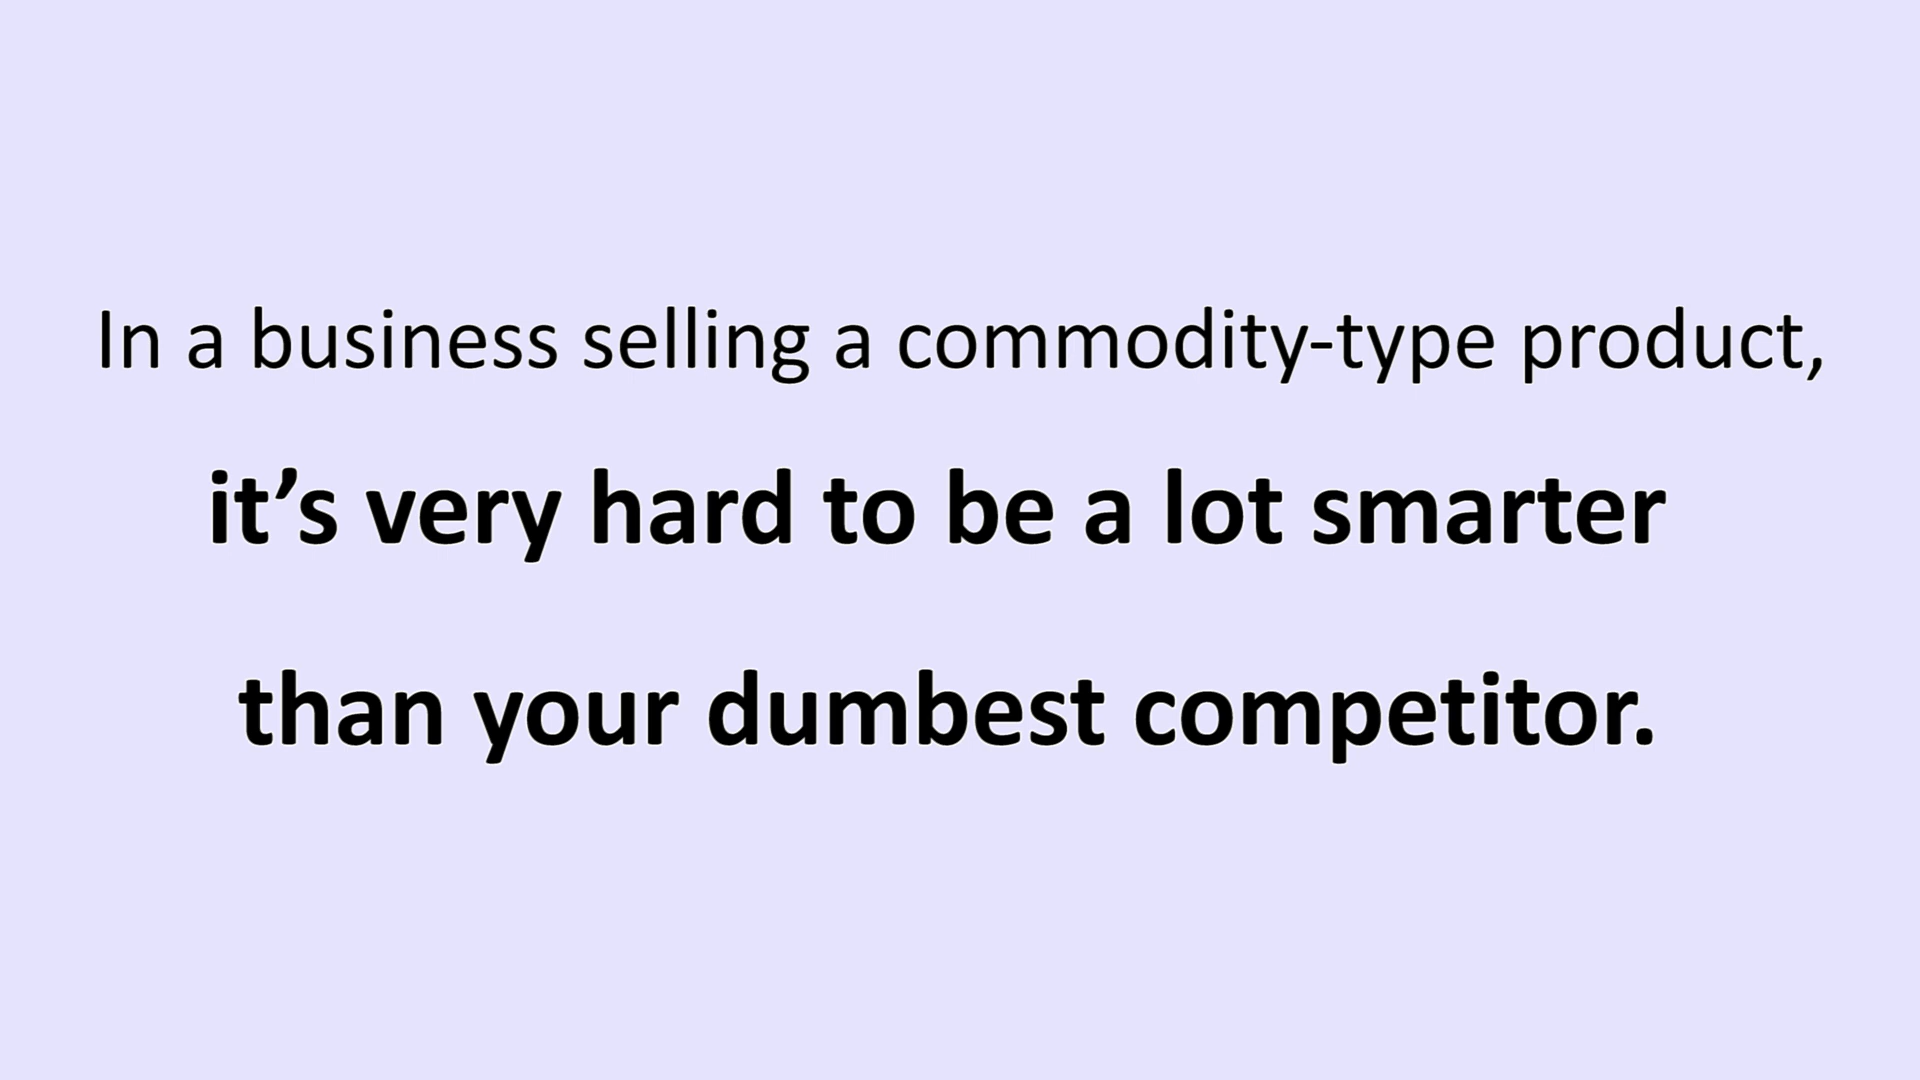 In a business selling a commodity-type product,
it’s very hard to be a lot smarter
than your dumbest competitor.